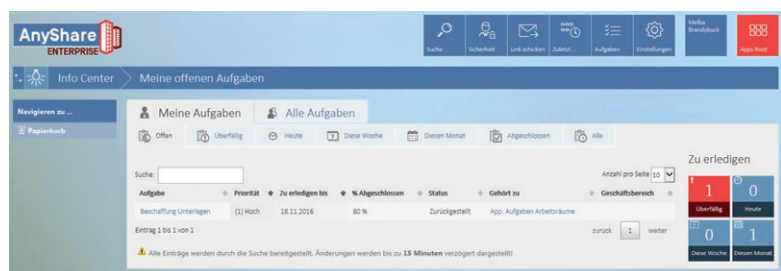 AnyShare
ENTERPRISE
Suche
Sicherheit
Link schicken
Zuletzt ...
Aufgaben
Einstellungen
Melba
Brandybuck
Apps Root
Info Center
Meine offenen Aufgaben
Navigieren zu ...
Papierkorb
Meine Aufgaben
Alle Aufgaben
Offen
Überfällig
Heute
Diese Woche
Diesen Monat
Abgeschlossen
Alle
Suche:
Anzahl pro Seite 10
Aufgabe Priorität Zu erledigen bis % Abgeschlossen Status Gehört zu Geschäftsbereich
Beschaffung Unterlagen (1) Hoch 18.11.2016 80 % Zurückgestellt App: Aufgaben Arbeitsräume
Eintrag 1 bis 1 von 1
zurück 1 weiter
Alle Einträge werden durch die Suche bereitgestellt. Änderungen werden bis zu 15 Minuten verzögert dargestellt!
Zu erledigen
1 0
Überfällig Heute
0 1
Diese Woche Diesen Monat